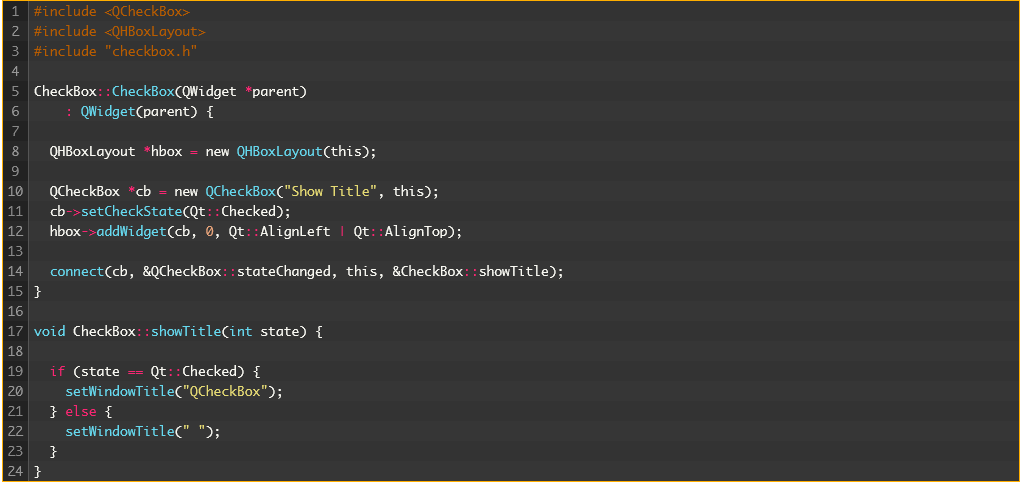 1 #include <QCheckBox>
2 #include <QHBoxLayout>
3 #include "checkbox.h"
4
5 CheckBox::CheckBox(QWidget *parent)
6     : QWidget(parent) {
7
8   QHBoxLayout *hbox = new QHBoxLayout(this);
9
10   QCheckBox *cb = new QCheckBox("Show Title", this);
11   cb->setCheckState(Qt::Checked);
12   hbox->addWidget(cb, 0, Qt::AlignLeft | Qt::AlignTop);
13
14   connect(cb, &QCheckBox::stateChanged, this, &CheckBox::showTitle);
15 }
16
17 void CheckBox::showTitle(int state) {
18
19   if (state == Qt::Checked) {
20     setWindowTitle("QCheckBox");
21   } else {
22     setWindowTitle(" ");
23   }
24 }